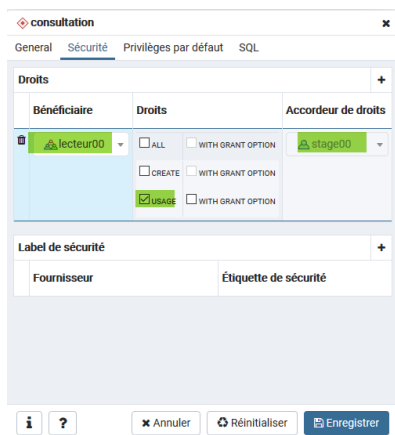 consultation
General Sécurité Privilèges par défaut SQL
Droits
Bénéficiaire Droits Accordeur de droits
lecteur00 ALL WITH GRANT OPTION stage00
CREATE WITH GRANT OPTION
USAGE WITH GRANT OPTION
Label de sécurité
Fournisseur Étiquette de sécurité
i ? Annuler Réinitialiser Enregistrer